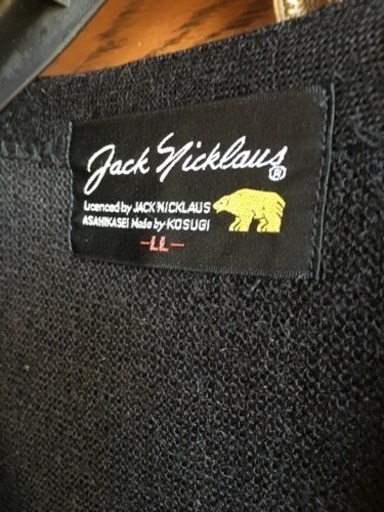 Jack Nicklaus®
Licenced by JACK NICKLAUS
ASAHIKASEI Made by KOSUGI
-LL-